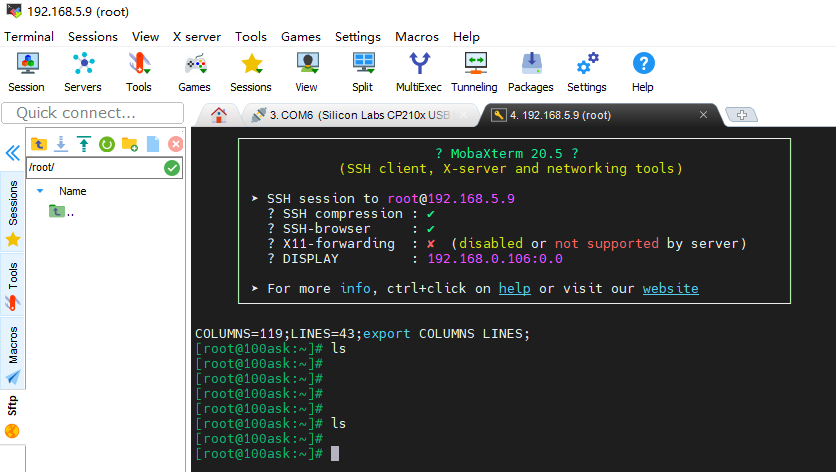 192.168.5.9 (root)
Terminal Sessions View X server Tools Games Settings Macros Help
Session Servers Tools Games Sessions View Split MultiExec Tunneling Packages Settings Help
Quick connect...
3. COM6 (Silicon Labs CP210x USB
4. 192.168.5.9 (root)
/root/
Name
..
Sessions
Tools
Macros
Sftp
? MobaXterm 20.5 ?
(SSH client, X-server and networking tools)
➤ SSH session to root@192.168.5.9
? SSH compression : ✔
? SSH-browser : ✔
? X11-forwarding : ✘ (disabled or not supported by server)
? DISPLAY : 192.168.0.106:0.0
➤ For more info, ctrl+click on help or visit our website
COLUMNS=119;LINES=43;export COLUMNS LINES;
[root@100ask:~]# ls
[root@100ask:~]#
[root@100ask:~]#
[root@100ask:~]#
[root@100ask:~]#
[root@100ask:~]# ls
[root@100ask:~]#
[root@100ask:~]#